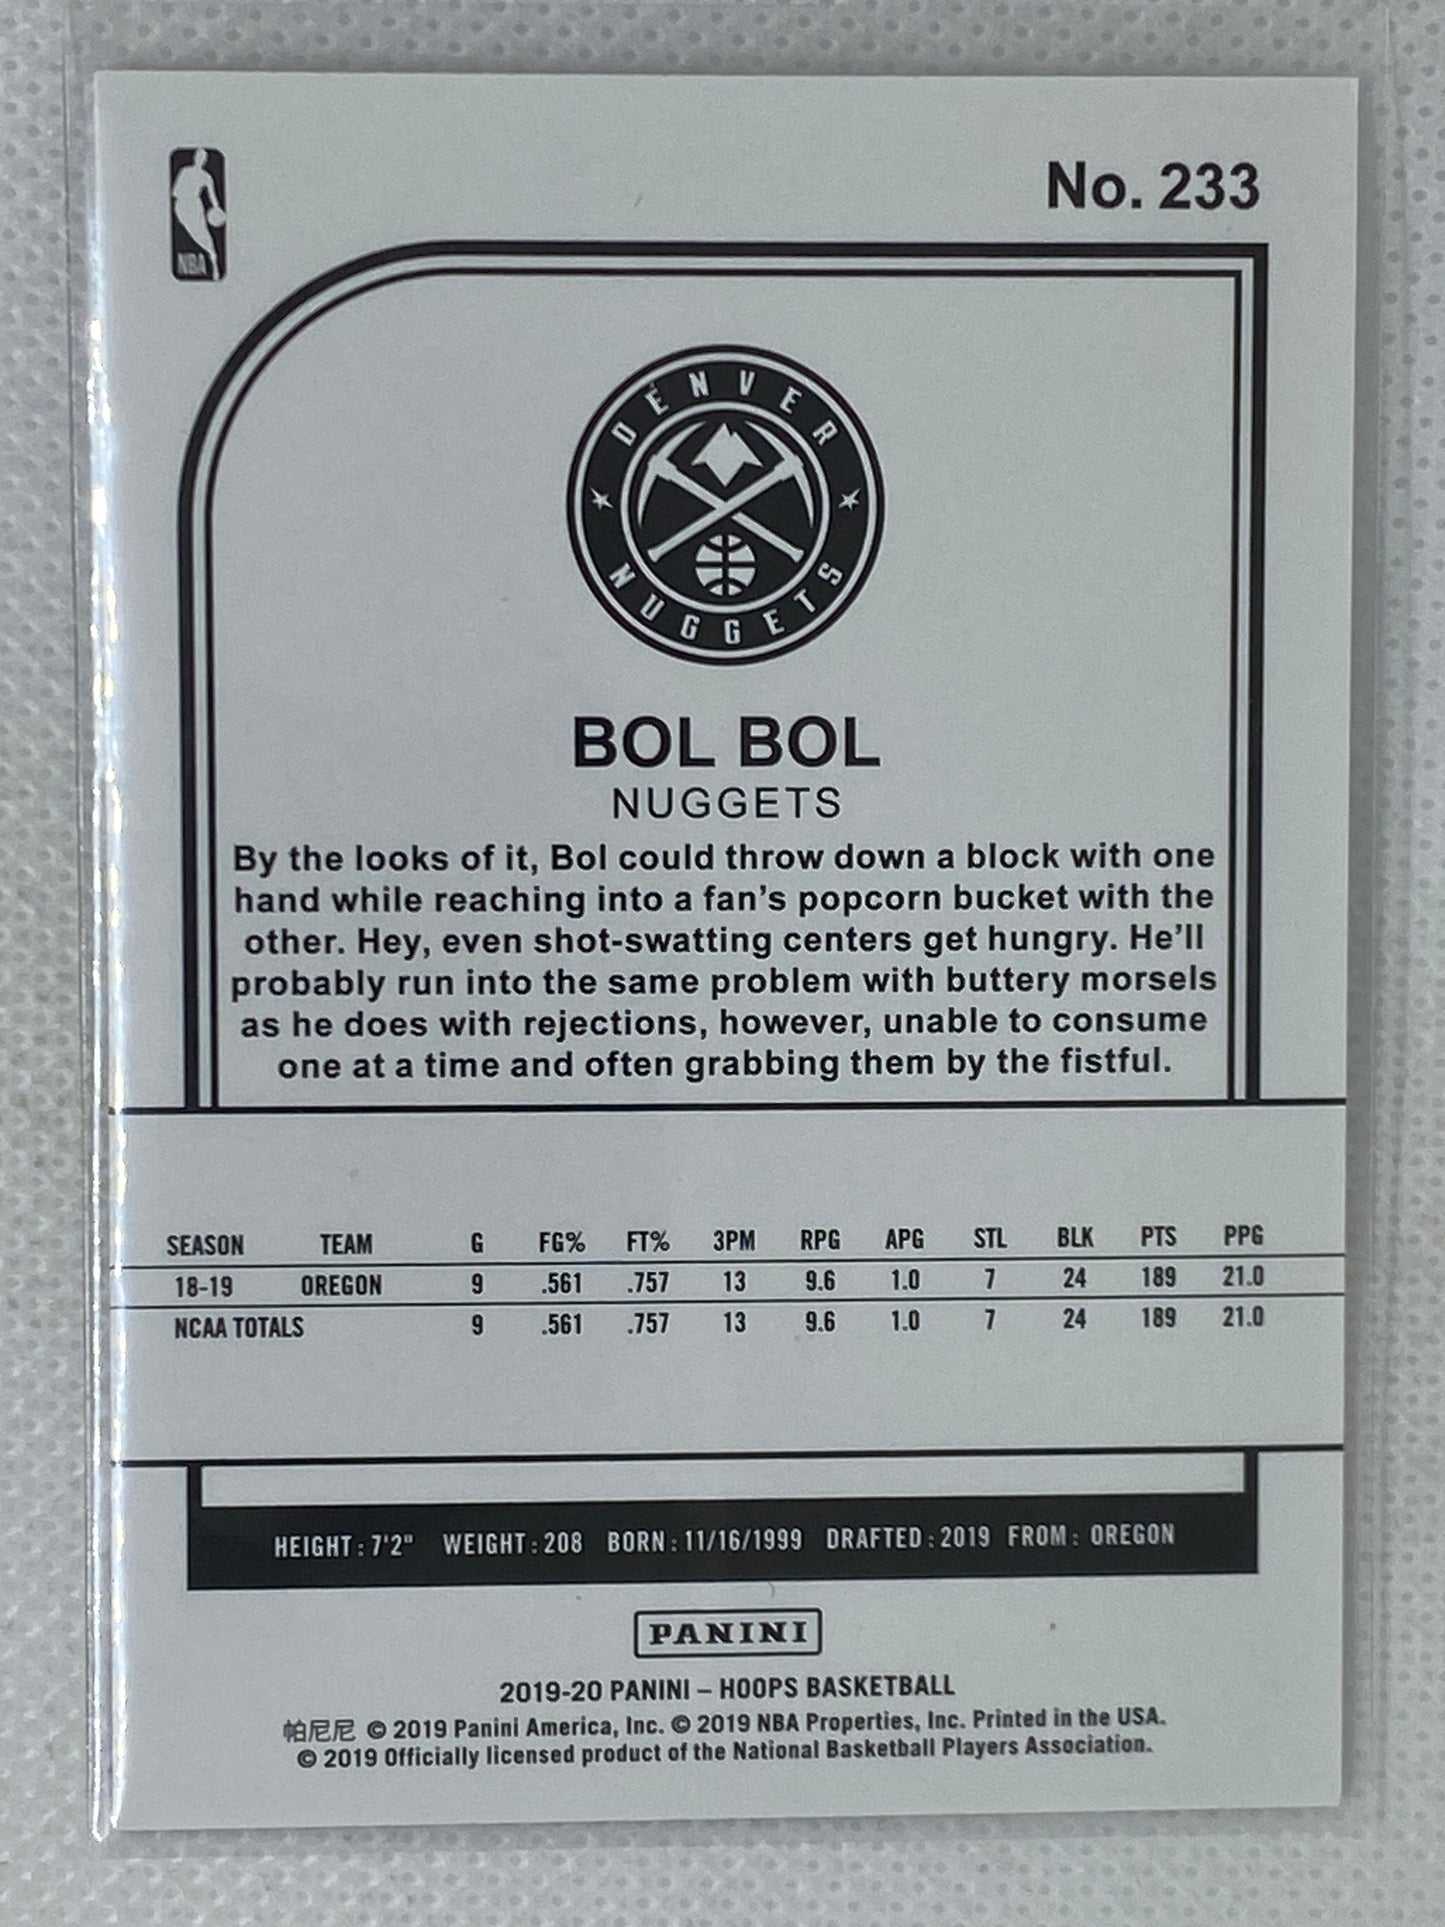 No. 233
NBA
DENVER
NUGGETS
BOL BOL
NUGGETS
By the looks of it, Bol could throw down a block with one
hand while reaching into a fan's popcorn bucket with the
other. Hey, even shot-swatting centers get hungry. He'll
probably run into the same problem with buttery morsels
as he does with rejections, however, unable to consume
one at a time and often grabbing them by the fistful.
SEASON TEAM G FG% FT% 3PM RPG APG STL BLK PTS PPG
18-19 OREGON 9 .561 .757 13 9.6 1.0 7 24 189 21.0
NCAA TOTALS 9 .561 .757 13 9.6 1.0 7 24 189 21.0
HEIGHT: 7'2" WEIGHT: 208 BORN: 11/16/1999 DRAFTED: 2019 FROM: OREGON
PANINI
2019-20 PANINI – HOOPS BASKETBALL
帕尼尼 © 2019 Panini America, Inc. © 2019 NBA Properties, Inc. Printed in the USA.
© 2019 Officially licensed product of the National Basketball Players Association.